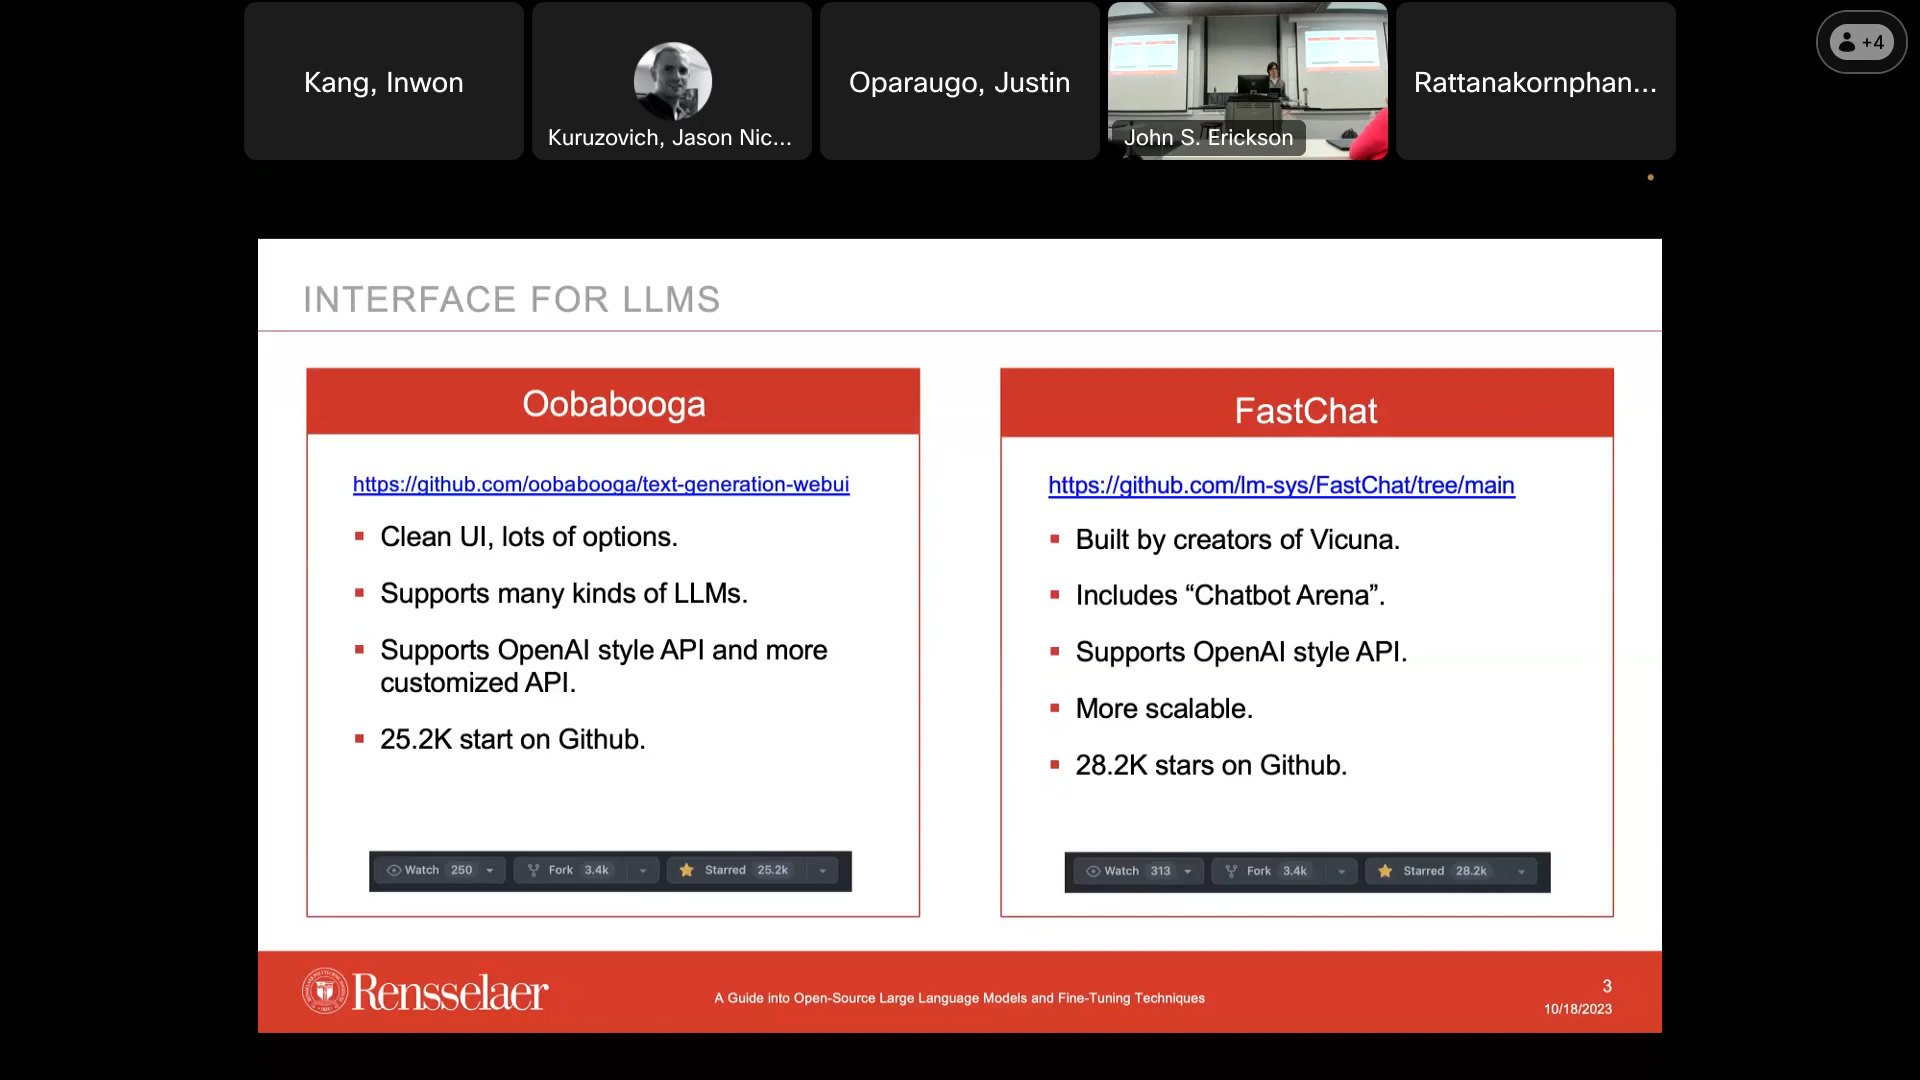 Kang, Inwon
Kuruzovich, Jason Nic...
Oparaugo, Justin
John S. Erickson
Rattanakornphan...
+4
INTERFACE FOR LLMS
Oobabooga
https://github.com/oobabooga/text-generation-webui
Clean UI, lots of options.
Supports many kinds of LLMs.
Supports OpenAI style API and more
customized API.
25.2K start on Github.
Watch 250 Fork 3.4k Starred 25.2k
FastChat
https://github.com/lm-sys/FastChat/tree/main
Built by creators of Vicuna.
Includes “Chatbot Arena”.
Supports OpenAI style API.
More scalable.
28.2K stars on Github.
Watch 313 Fork 3.4k Starred 28.2k
Rensselaer
A Guide into Open-Source Large Language Models and Fine-Tuning Techniques
3
10/18/2023